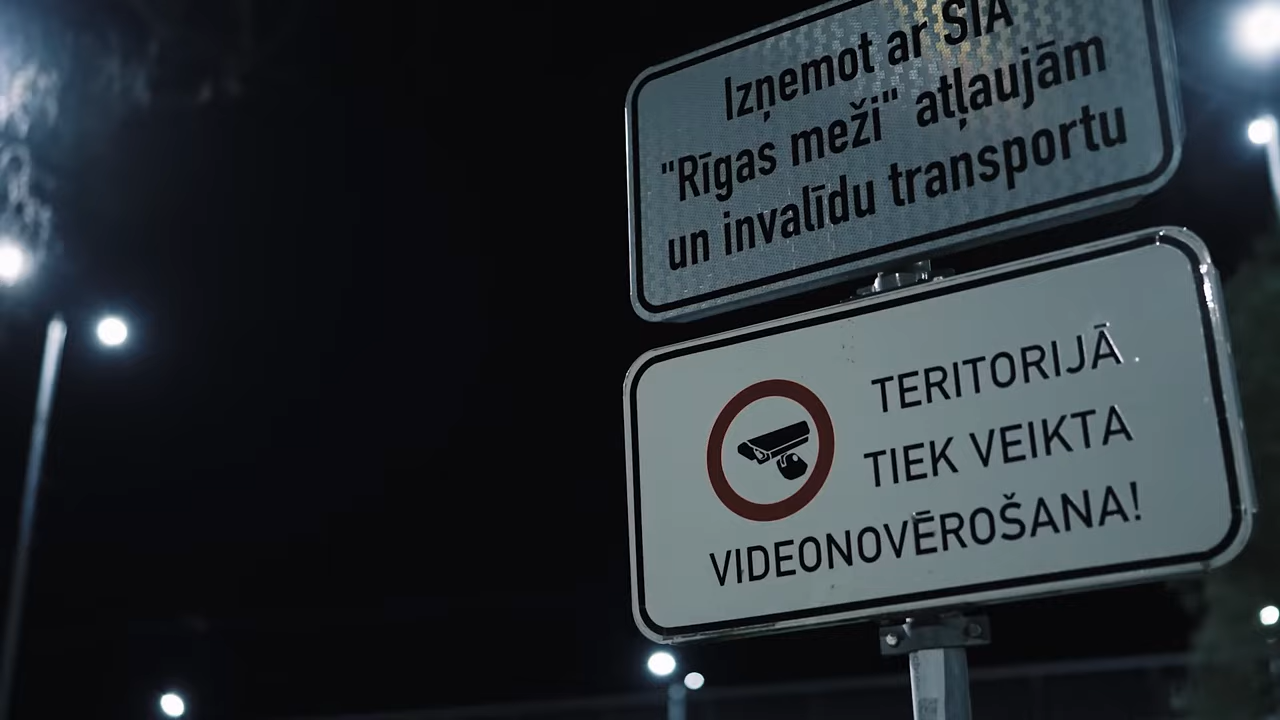 Izņemot ar SIA
"Rīgas meži" atļaujām
un invalīdu transportu
TERITORIJĀ
TIEK VEIKTA
VIDEONOVĒROŠANA!